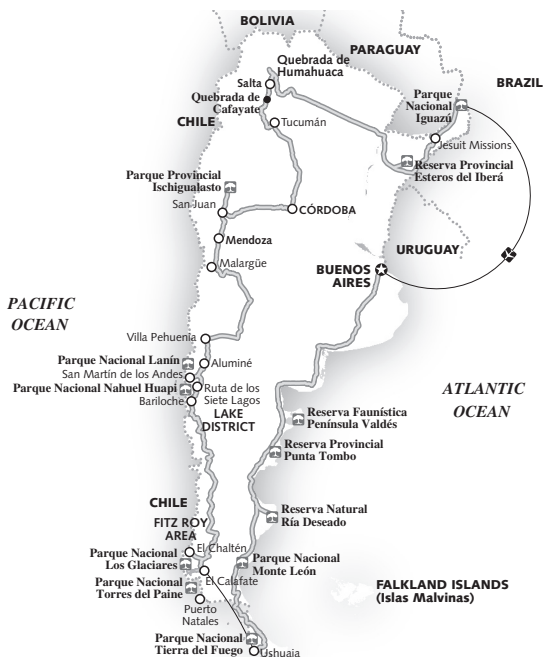 BOLIVIA
PARAGUAY
Quebrada de
Humahuaca
BRAZIL
Salta
Parque
Nacional
Iguazú
Quebrada de
Cafayate
CHILE
Tucumán
Jesuit Missions
Reserva Provincial
Esteros del Iberá
Parque Provincial
Ischigualasto
San Juan
CÓRDOBA
Mendoza
URUGUAY
BUENOS
AIRES
Malargüe
PACIFIC
OCEAN
Villa Pehuenia
Parque Nacional Lanín
Aluminé
San Martín de los Andes
Parque Nacional Nahuel Huapi
Ruta de los
Siete Lagos
Bariloche
LAKE
DISTRICT
ATLANTIC
OCEAN
Reserva Faunística
Península Valdés
Reserva Provincial
Punta Tombo
CHILE
FITZ ROY
AREA
Reserva Natural
Ría Deseado
El Chaltén
Parque Nacional
Los Glaciares
Parque Nacional
Monte León
El Calafate
Parque Nacional
Torres del Paine
FALKLAND ISLANDS
(Islas Malvinas)
Puerto
Natales
Parque Nacional
Tierra del Fuego
Ushuaia